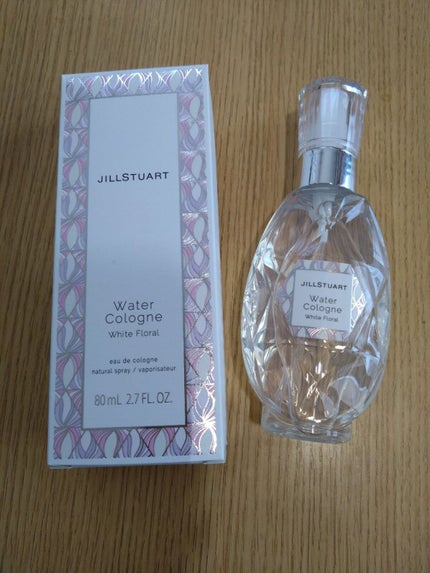 JILLSTUART
Water
Cologne
White Floral
eau de cologne
natural spray / vaporisateur
80 mL 2.7 FL. OZ.
JILLSTUART
Water
Cologne
White Floral